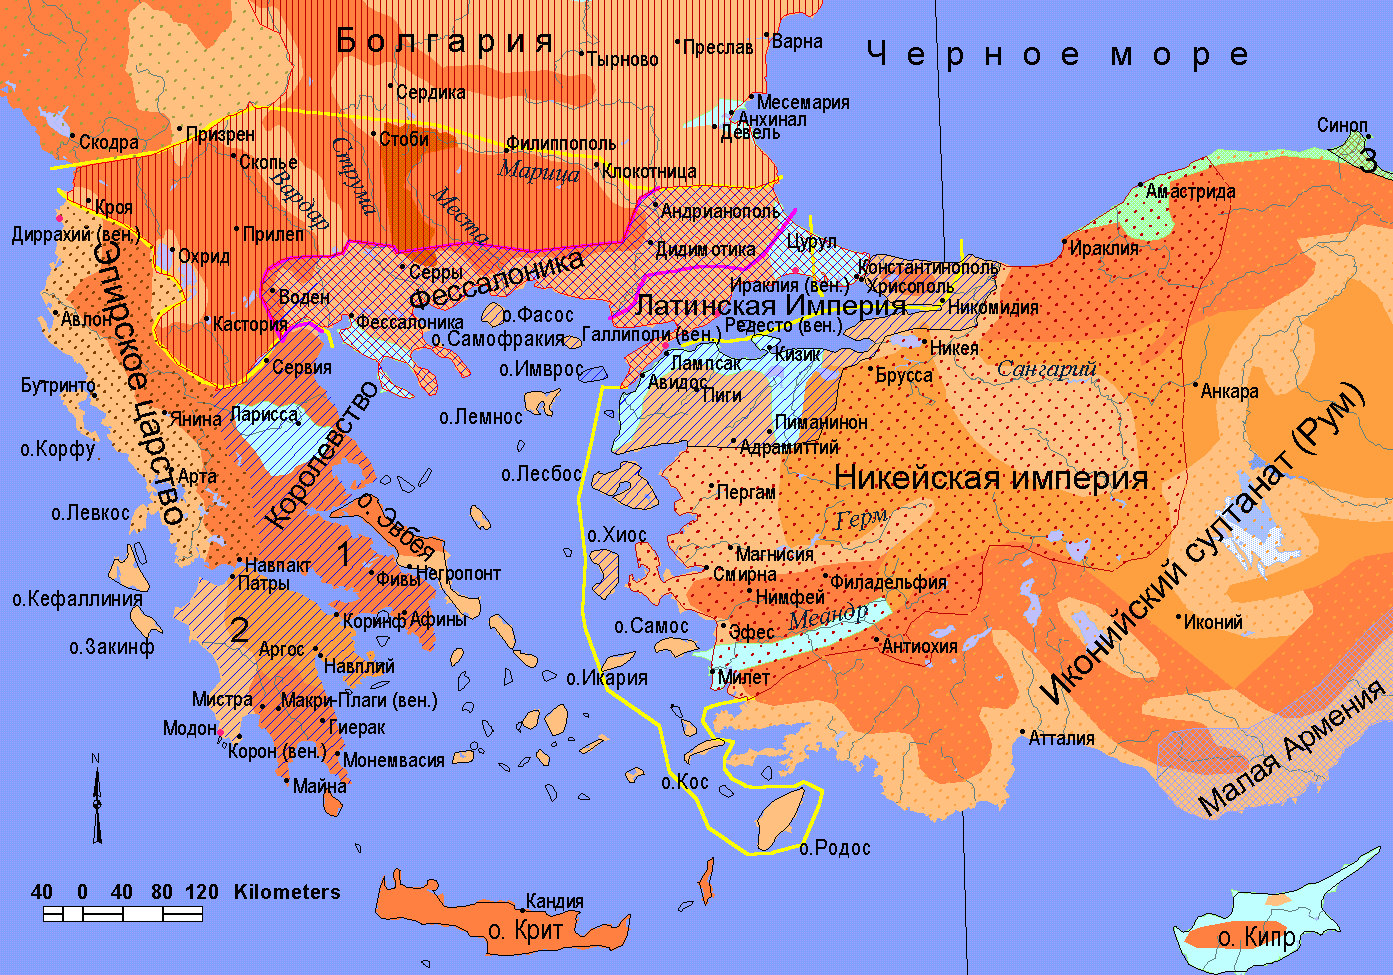 Болгария
Черное море
Преслав
Варна
Тырново
Сердика
Месемария
Анхинал
Девель
Синоп
3
Скодра
Призрен
Стоби
Филиппополь
Скопье
Струма
Марица
Клокотница
Вардар
Места
Амастрида
Кроя
Андрианополь
Диррахий (вен.)
Прилеп
Дидимотика
Цурул
Ираклия
Охрид
Эпирское царство
Серры
Фессалоника
Константинополь
Ираклия (вен.)
Хрисополь
Воден
Латинская Империя
Никомидия
Авлон
Кастория
Фессалоника
о.Фасос
Редесто (вен.)
о.Самофракия
Галлиполи (вен.)
Никея
Кизик
Лампсак
Сервия
о.Имврос
Авидос
Пиги
Брусса
Сангарий
Анкара
Бутринто
Янина
Ларисса
о.Лемнос
Пиманинон
о.Корфу
Королевство
Адрамиттий
Арта
о.Лесбос
Никейская империя
Пергам
Иконийский султанат (Рум)
о.Левкос
о. Эвбея
о.Хиос
Герм
1
Навпакт
Фивы
Негропонт
Магнисия
Смирна
Филадельфия
Патры
о.Кефаллиния
Нимфей
2
Коринф
Афины
о.Самос
Эфес
Меандр
Иконий
о.Закинф
Аргос
Навплий
Антиохия
о.Икария
Милет
Мистра
Макри-Плаги (вен.)
Модон
Гиерак
Атталия
Малая Армения
Корон (вен.)
Монемвасия
N
Майна
о.Кос
о.Родос
40 0 40 80 120 Kilometers
Кандия
о. Крит
о. Кипр